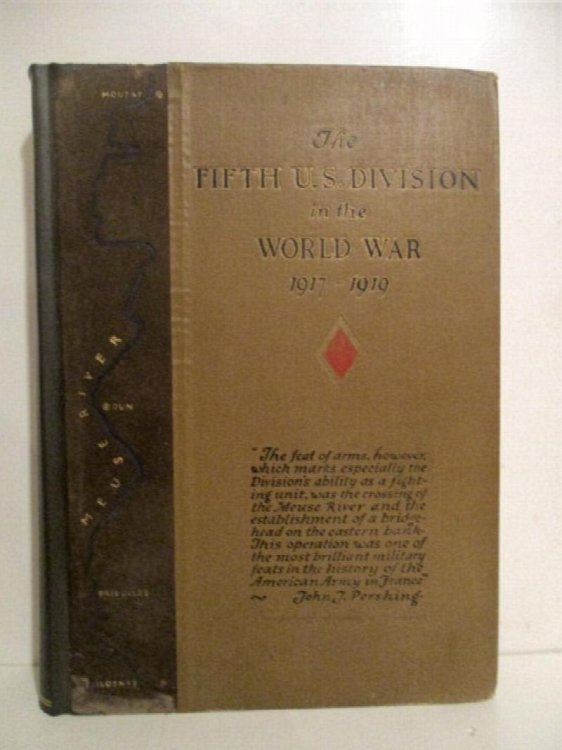 The
FIFTH U.S. DIVISION
in the
WORLD WAR
1917-1919
"The feat of arms, however,
which marks especially the
Division's ability as a fight-
ing unit, was the crossing of
the Meuse River and the
establishment of a bridge-
head on the eastern bank.
This operation was one of
the most brilliant military
feats in the history of the
American Army in France"
~ John J. Pershing
MOUZAY
MEUSE RIVER
DUN